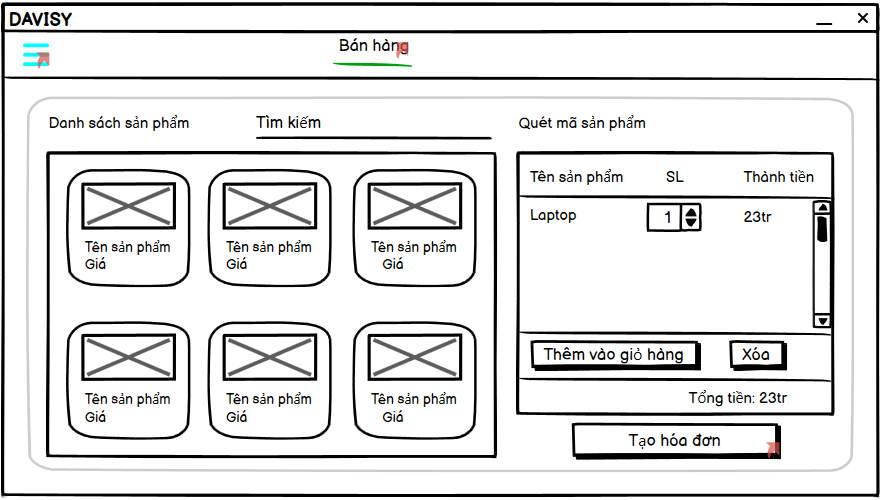 DAVISY
Bán hàng
Danh sách sản phẩm
Tìm kiếm
Tên sản phẩm
Giá
Tên sản phẩm
Giá
Tên sản phẩm
Giá
Tên sản phẩm
Giá
Tên sản phẩm
Giá
Tên sản phẩm
Giá
Quét mã sản phẩm
Tên sản phẩm SL Thành tiền
Laptop 1 23tr
Thêm vào giỏ hàng Xóa
Tổng tiền: 23tr
Tạo hóa đơn